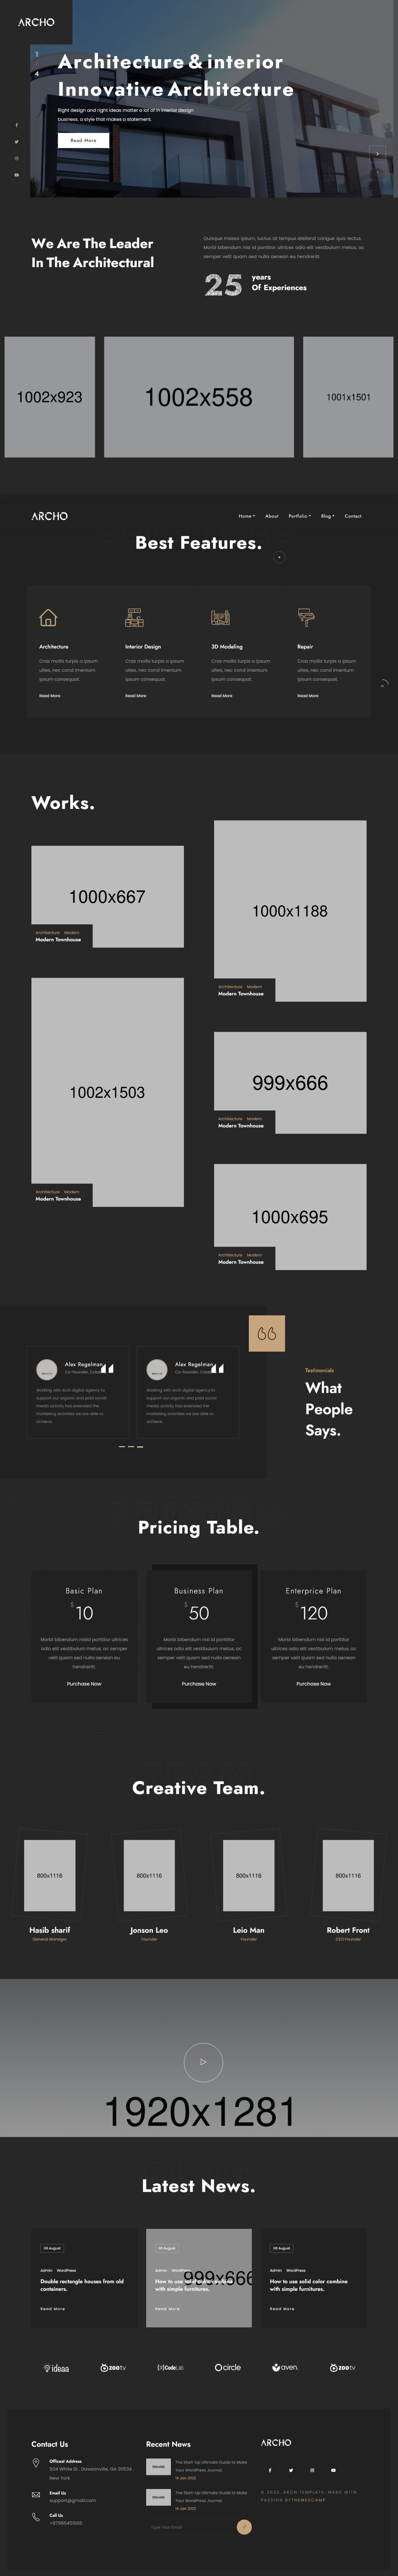 ARCHO
1
4
Architecture & interior
Innovative Architecture
Right design and right ideas matter a lot of in interior design
business. a style that makes a statement.
Read More
We Are The Leader
In The Architectural
Quisque massa ipsum, luctus at tempus eleifend congue quis lectus.
Morbi bibendum nisl id porttitor ultrices odio elit vestibulum metus, ac
semper velit quam sed nulla aenean eu hendrerit.
25
years
Of Experiences
1002x923
1002x558
1001x1501
ARCHO
Home
About
Portfolio
Blog
Contact
Best Features.
Architecture
Cras mollis turpis a ipsum
ultes, nec cond imentum
ipsum consequat.
Read More
Interior Design
Cras mollis turpis a ipsum
ultes, nec cond imentum
ipsum consequat.
Read More
3D Modeling
Cras mollis turpis a ipsum
ultes, nec cond imentum
ipsum consequat.
Read More
Repair
Cras mollis turpis a ipsum
ultes, nec cond imentum
ipsum consequat.
Read More
Works.
1000x667
Architecture Modern
Modern Townhouse
1000x1188
Architecture Modern
Modern Townhouse
1002x1503
Architecture Modern
Modern Townhouse
999x666
Architecture Modern
Modern Townhouse
1000x695
Architecture Modern
Modern Townhouse
Alex Regelman
Co-founder,
Working with Arch digital agency to
support our organic and paid social
media activity has extended the
marketing activities we are able to
achieve.
Alex Regelman
Co-founder,
Working with Arch digital agency to
support our organic and paid social
media activity has extended the
marketing activities we are able to
achieve.
Testimonials
What
People
Says.
Pricing Table.
Basic Plan
$10
Morbi bibendum nisld porttitor ultrices
odio elit vestibulum metus, ac semper
velit quam sed nulla aenean eu
hendrerit.
Purchase Now
Business Plan
$50
Morbi bibendum nisl id porttitor
ultrices odio elit vestibulum metus, ac
semper velit quam sed nulla aenean
eu hendrerit.
Purchase Now
Enterprice Plan
$120
Morbi bibendum nisl id porttitor
ultrices odio elit vestibulum metus, ac
semper velit quam sed nulla aenean
eu hendrerit.
Purchase Now
Creative Team.
800x1116
Hasib sharif
General Manager
800x1116
Jonson Leo
Founder
800x1116
Leio Man
Founder
800x1116
Robert Front
CEO Founder
1920x1281
Latest News.
08 August
Admin WordPress
Double rectangle houses from old
containers.
Read More
08 August
Admin
999x666
How to use
with simple furnitures.
Read More
08 August
Admin WordPress
How to use solid color combine
with simple furnitures.
Read More
ideaa
ZOOtv
CodeLab
circle
aven.
ZOOtv
Contact Us
Officeal Address
504 White St . Dawsonville, GA 30534 ,
New York
Email Us
support@gmail.com
Call Us
+87986451666
Recent News
The Start-Up Ultimate Guide to Make
Your WordPress Journal.
14 Jan 2022
The Start-Up Ultimate Guide to Make
Your WordPress Journal.
14 Jan 2022
Type Your Email
ARCHO
© 2022, ARCH TEMPLATE. MADE WITH
PASSION BY THEMESCAMP